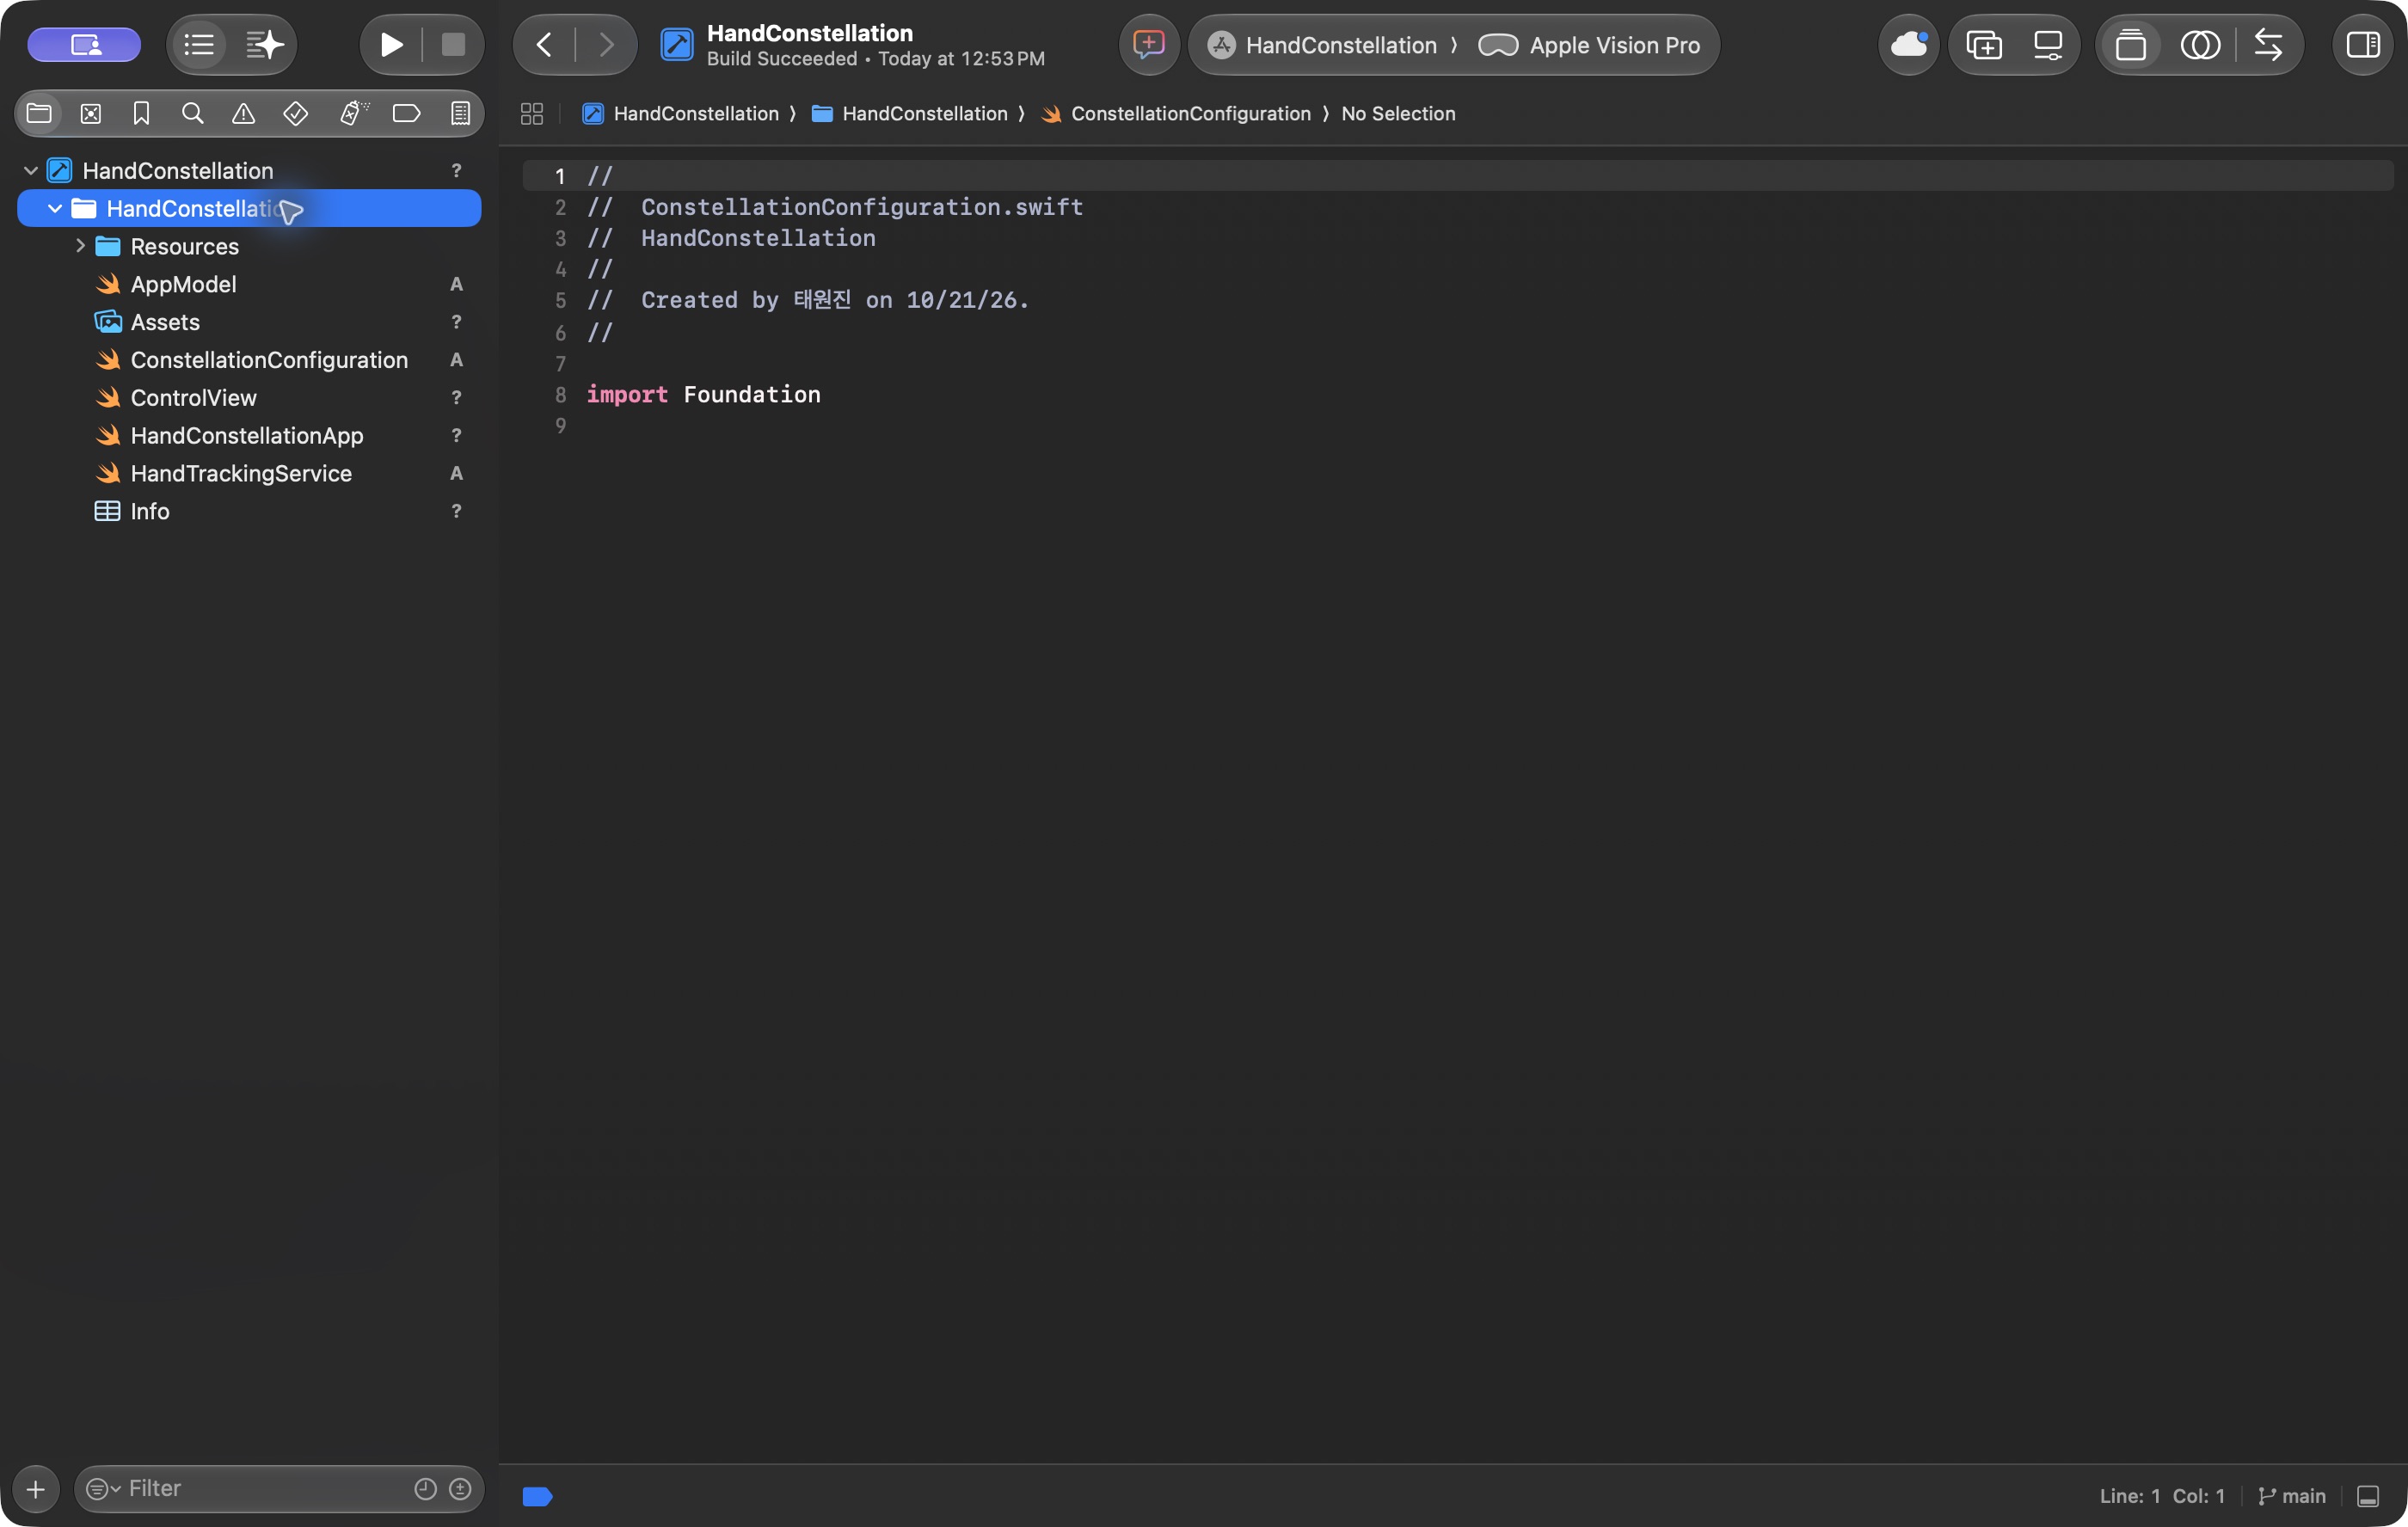 HandConstellation
Build Succeeded • Today at 12:53 PM
HandConstellation 〉 Apple Vision Pro
HandConstellation 〉 HandConstellation 〉 ConstellationConfiguration 〉 No Selection
HandConstellation ?
Resources
AppModel A
Assets ?
ConstellationConfiguration A
ControlView ?
HandConstellationApp ?
HandTrackingService A
Info ?
Filter
1 //
2 //  ConstellationConfiguration.swift
3 //  HandConstellation
4 //
5 //  Created by 태원진 on 10/21/26.
6 //
7
8 import Foundation
9
Line: 1 Col: 1
main